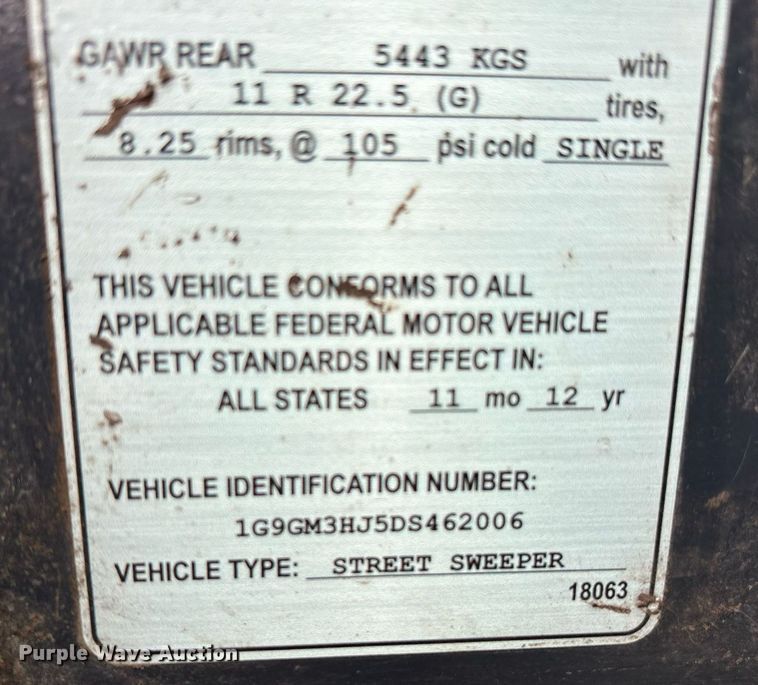 GAWR REAR 5443 KGS with
11 R 22.5 (G) tires,
8.25 rims, @ 105 psi cold SINGLE
THIS VEHICLE CONFORMS TO ALL
APPLICABLE FEDERAL MOTOR VEHICLE
SAFETY STANDARDS IN EFFECT IN:
ALL STATES 11 mo 12 yr
VEHICLE IDENTIFICATION NUMBER:
1G9GM3HJ5DS462006
VEHICLE TYPE: STREET SWEEPER
18063
Purple Wave Auction